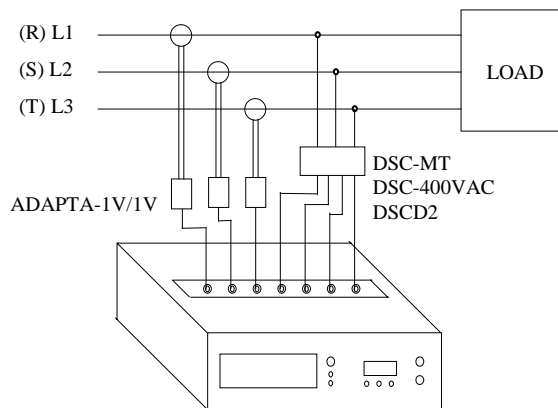 (R) L1
(S) L2
(T) L3
LOAD
DSC-MT
DSC-400VAC
DSCD2
ADAPTA-1V/1V